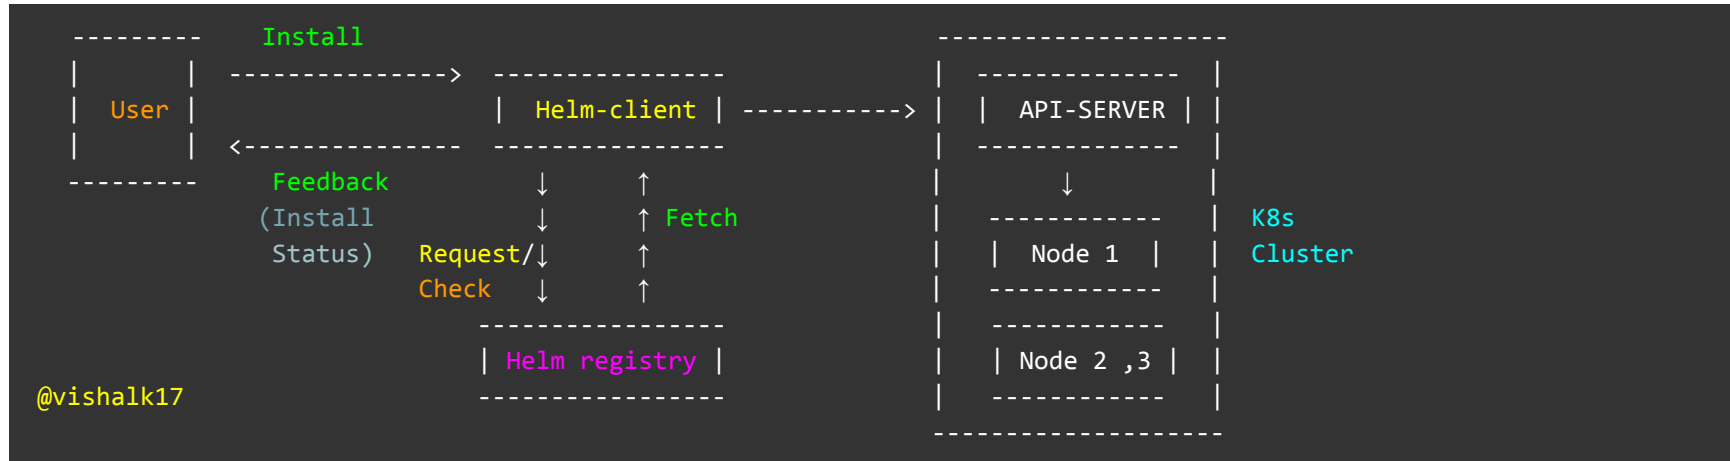 Install
User
Helm-client
API-SERVER
Feedback
(Install
Status)
Fetch
Request/
Check
Node 1
K8s
Cluster
Helm registry
Node 2 ,3
@vishalk17